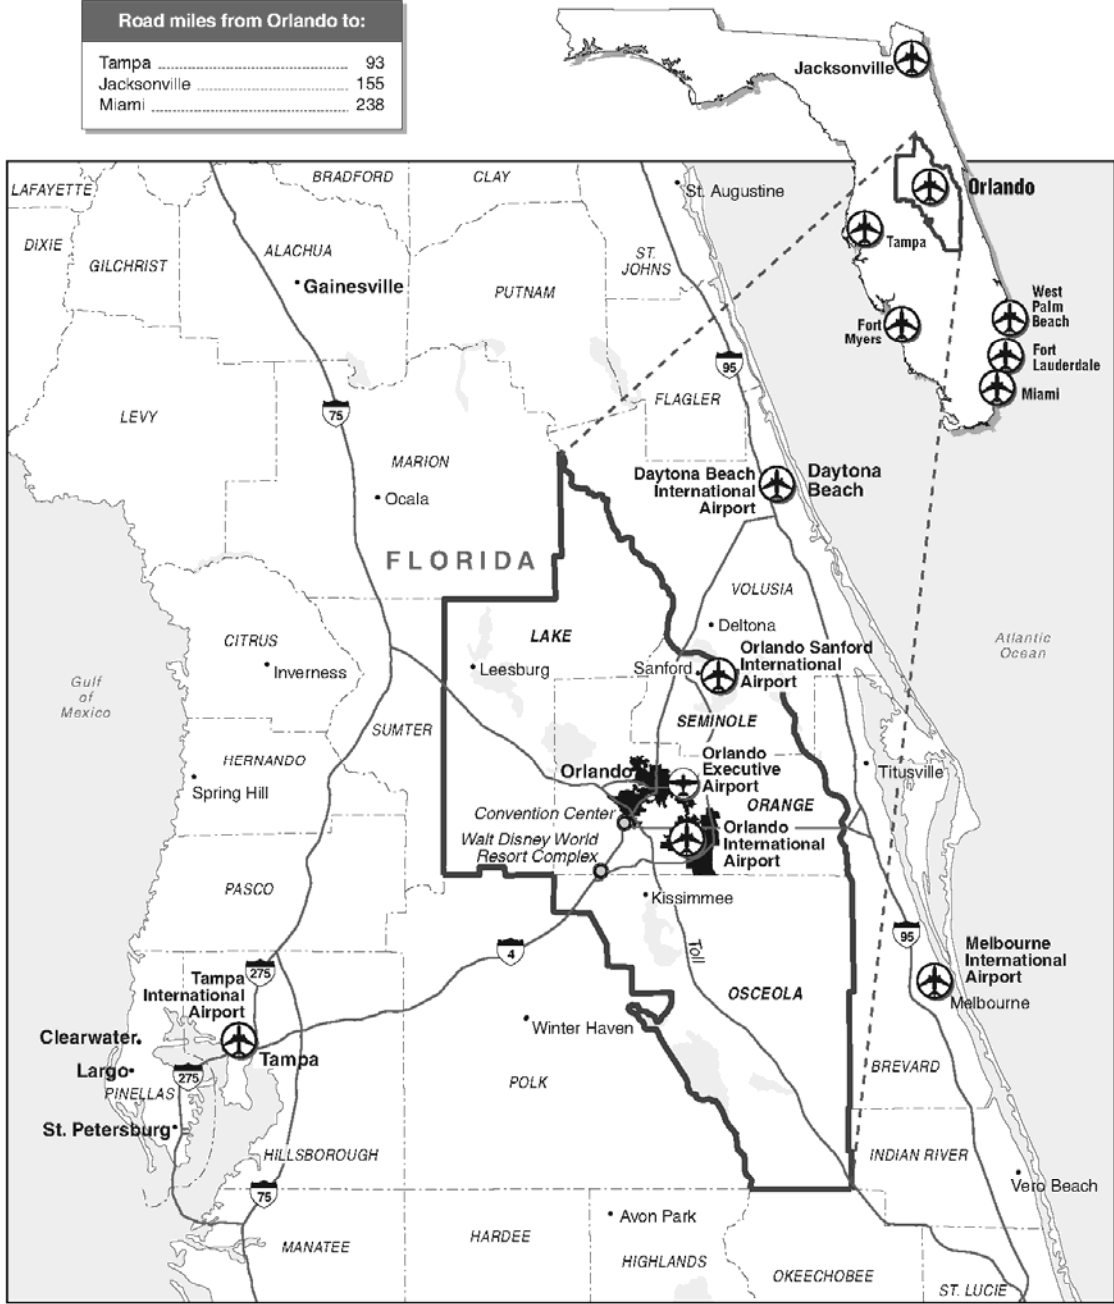 Road miles from Orlando to:
Tampa 93
Jacksonville 155
Miami 238
Jacksonville
Orlando
Tampa
West
Palm
Beach
Fort
Myers
Fort
Lauderdale
Miami
LAFAYETTE
BRADFORD
CLAY
St. Augustine
DIXIE
GILCHRIST
ALACHUA
ST.
JOHNS
Gainesville
PUTNAM
95
FLAGLER
75
LEVY
MARION
Ocala
Daytona Beach
International
Airport
Daytona
Beach
FLORIDA
VOLUSIA
Deltona
LAKE
CITRUS
Inverness
Leesburg
Sanford
Orlando Sanford
International
Airport
Atlantic
Ocean
Gulf
of
Mexico
SUMTER
SEMINOLE
HERNANDO
Spring Hill
Orlando
Orlando
Executive
Airport
Titusville
ORANGE
Convention Center
Walt Disney World
Resort Complex
Orlando
International
Airport
PASCO
Kissimmee
4
Toll
95
Melbourne
International
Airport
Melbourne
275
Tampa
International
Airport
OSCEOLA
Winter Haven
Clearwater
Tampa
Largo
275
PINELLAS
POLK
BREVARD
St. Petersburg
HILLSBOROUGH
INDIAN RIVER
75
Vero Beach
Avon Park
MANATEE
HARDEE
HIGHLANDS
OKEECHOBEE
ST. LUCIE